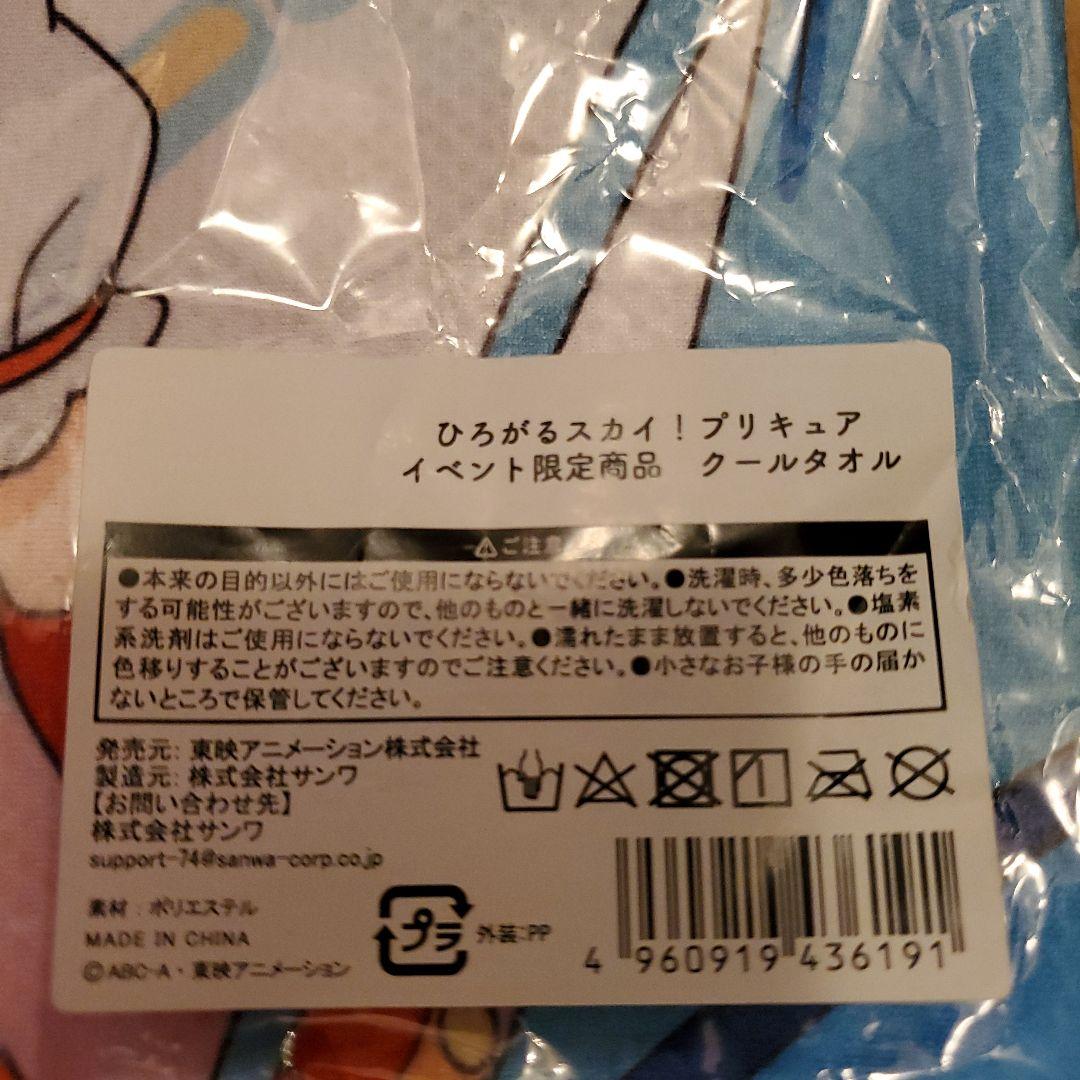 ひろがるスカイ！プリキュア
イベント限定商品　クールタオル
ご注意
●本来の目的以外にはご使用にならないでください。●洗濯時、多少色落ちを
する可能性がございますので、他のものと一緒に洗濯しないでください。●塩素
系洗剤はご使用にならないでください。●濡れたまま放置すると、他のものに
色移りすることがございますのでご注意ください。●小さなお子様の手の届か
ないところで保管してください。
発売元：東映アニメーション株式会社
製造元：株式会社サンワ
【お問い合わせ先】
株式会社サンワ
support-74@sanwa-corp.co.jp
素材：ポリエステル
MADE IN CHINA
©ABC-A・東映アニメーション
プラ
外装：PP
4 960919 436191